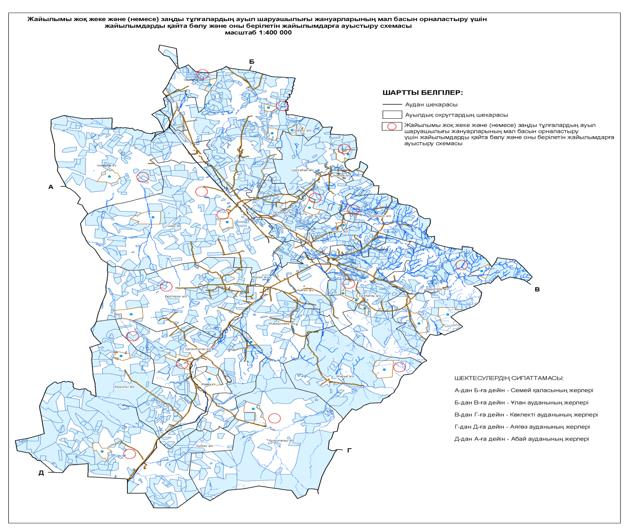 Жайылымы жоқ жеке және (немесе) заңды тұлғалардың ауыл шаруашылығы жануарларының мал басын орналастыру үшін
жайылымдарды қайта бөлу және оны берілетін жайылымдарға ауыстыру схемасы
масштаб 1:400 000
Б
ШАРТТЫ БЕЛГІЛЕР:
Аудан шекарасы
Ауылдық округтардың шекарасы
Жайылымы жоқ жеке және (немесе) заңды тұлғалардың ауыл
шаруашылығы жануарларының мал басын орналастыру
үшін жайылымдарды қайта бөлу және оны берілетін жайылымдарға
ауыстыру схемасы
А
В
ШЕКТЕСУЛЕРДІҢ СИПАТТАМАСЫ:
А-дан Б-ға дейін - Семей қаласының жерлері
Б-дан В-ға дейін - Ұлан ауданының жерлері
В-дан Г-ға дейін - Көкпекті ауданының жерлері
Г-дан Д-ға дейін - Аягөз ауданының жерлері
Д-дан А-ға дейін - Абай ауданының жерлері
Г
Д